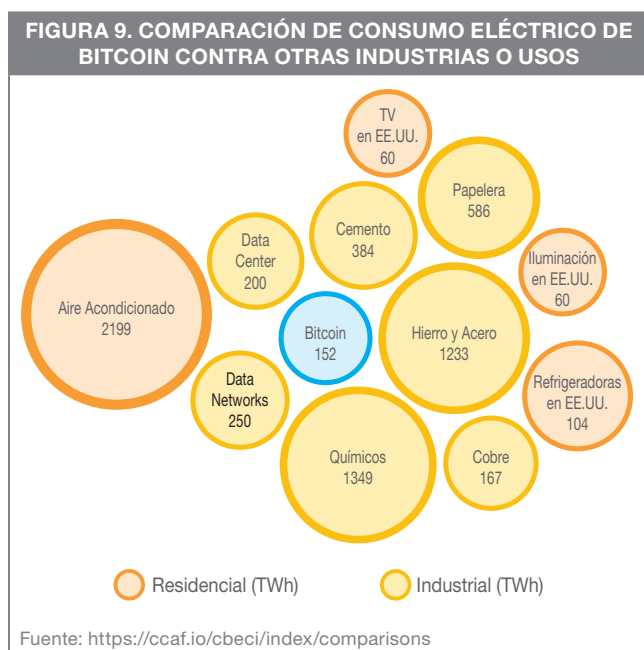 FIGURA 9. COMPARACIÓN DE CONSUMO ELÉCTRICO DE
BITCOIN CONTRA OTRAS INDUSTRIAS O USOS
TV
en EE.UU.
60
Papelera
586
Cemento
384
Data
Center
200
Iluminación
en EE.UU.
60
Aire Acondicionado
2199
Bitcoin
152
Hierro y Acero
1233
Data
Networks
250
Refrigeradoras
en EE.UU.
104
Químicos
1349
Cobre
167
Residencial (TWh)
Industrial (TWh)
Fuente: https://ccaf.io/cbeci/index/comparisons